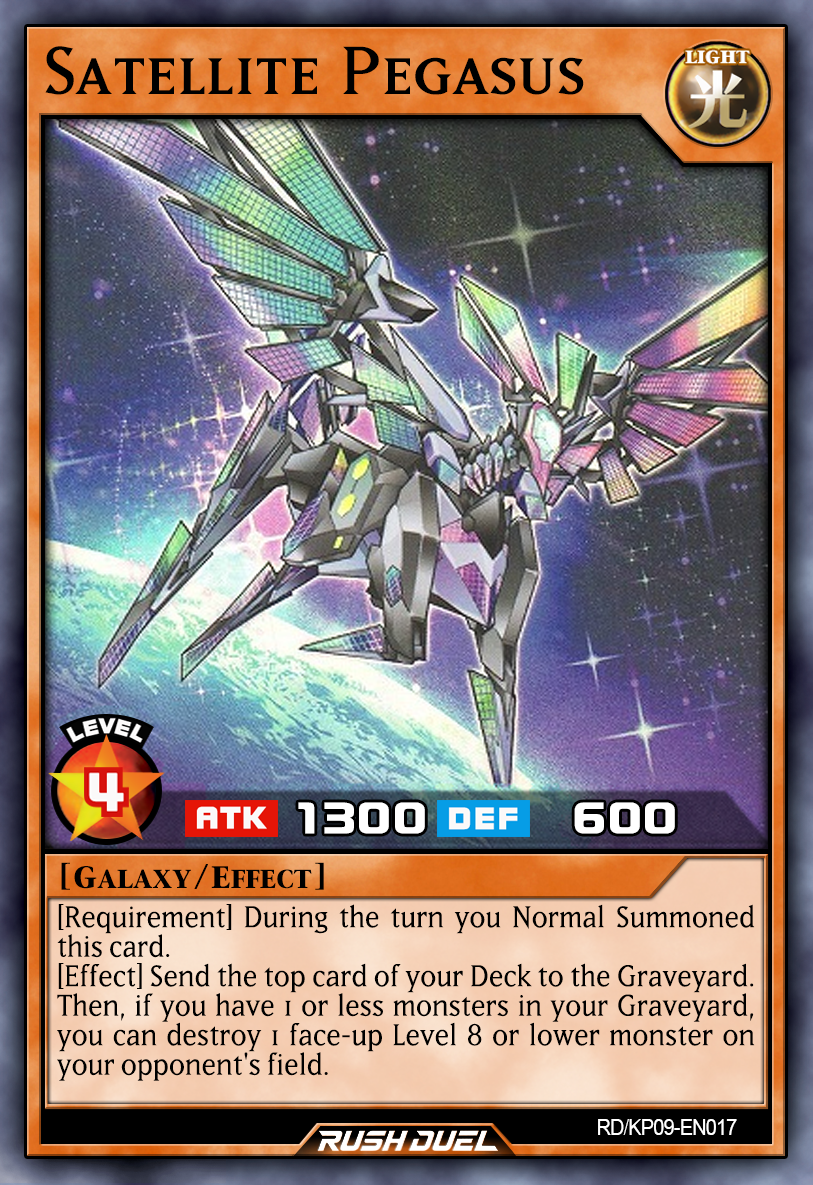 Satellite Pegasus
LIGHT
光
LEVEL
4
ATK 1300 DEF 600
[Galaxy/Effect]
[Requirement] During the turn you Normal Summoned
this card.
[Effect] Send the top card of your Deck to the Graveyard.
Then, if you have 1 or less monsters in your Graveyard,
you can destroy 1 face-up Level 8 or lower monster on
your opponent's field.
RD/KP09-EN017
RUSH DUEL